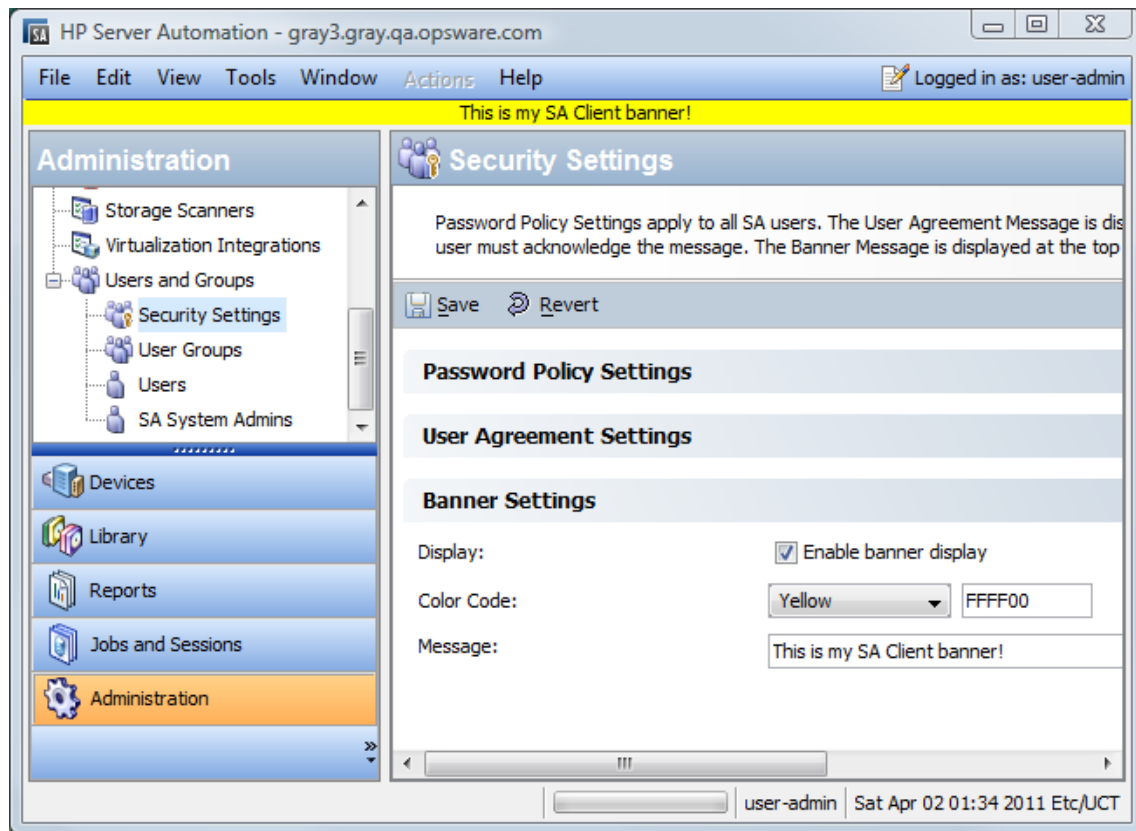 SA HP Server Automation - gray3.gray.qa.opsware.com
File Edit View Tools Window Actions Help Logged in as: user-admin
This is my SA Client banner!
Administration
Storage Scanners
Virtualization Integrations
Users and Groups
Security Settings
User Groups
Users
SA System Admins
Devices
Library
Reports
Jobs and Sessions
Administration
Security Settings
Password Policy Settings apply to all SA users. The User Agreement Message is dis
user must acknowledge the message. The Banner Message is displayed at the top
Save Revert
Password Policy Settings
User Agreement Settings
Banner Settings
Display: Enable banner display
Color Code: Yellow FFFF00
Message: This is my SA Client banner!
user-admin Sat Apr 02 01:34 2011 Etc/UCT